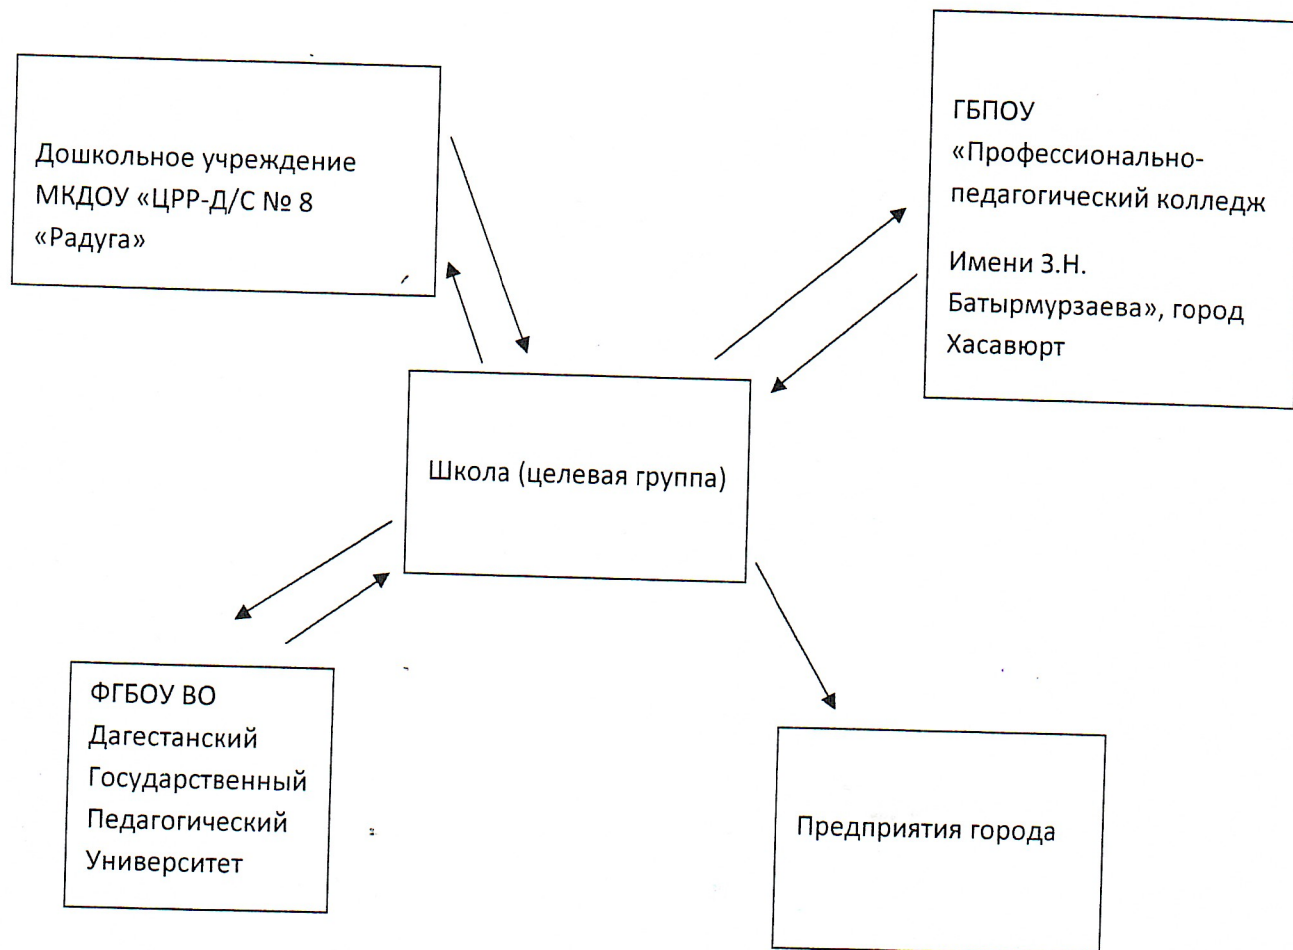 Дошкольное учреждение
МКДОУ «ЦРР-Д/С № 8
«Радуга»
ГБПОУ
«Профессионально-
педагогический колледж
Имени З.Н.
Батырмурзаева», город
Хасавюрт
Школа (целевая группа)
ФГБОУ ВО
Дагестанский
Государственный
Педагогический
Университет
Предприятия города